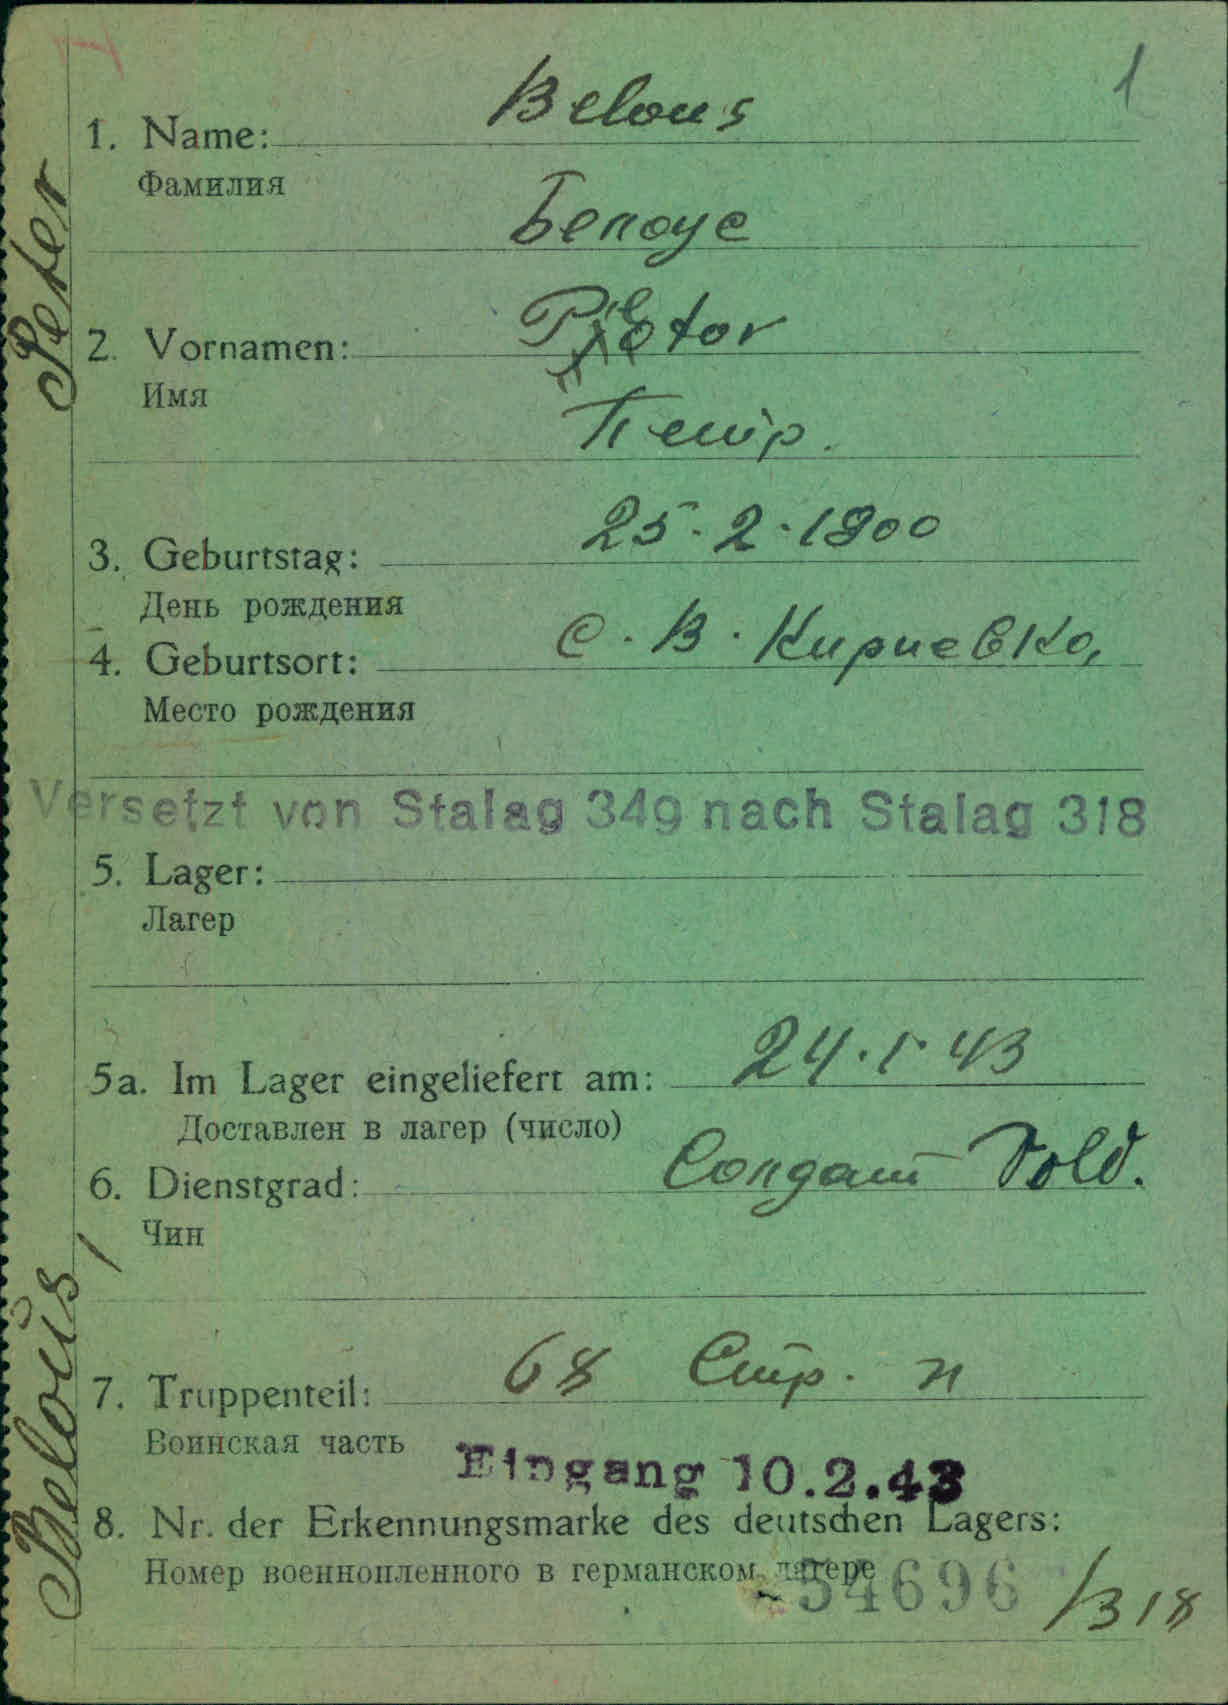 1
Belous
1. Name:
Фамилия
Белоус
Pëtor
2. Vornamen:
Имя
Петр.
25.2.1900
3. Geburtstag:
День рождения
С. В. Кириевка,
4. Geburtsort:
Место рождения
Versetzt von Stalag 349 nach Stalag 318
5. Lager:
Лагер
5a. Im Lager eingeliefert am: 24.1.43
Доставлен в лагер (число)
6. Dienstgrad: Солдат Sold.
Чин
7. Truppenteil: 68 Стр. п
Воинская часть
Eingang 10.2.43
8. Nr. der Erkennungsmarke des deutschen Lagers:
Номер военнопленного в германском лагере
54696 /318
Belous, Peter